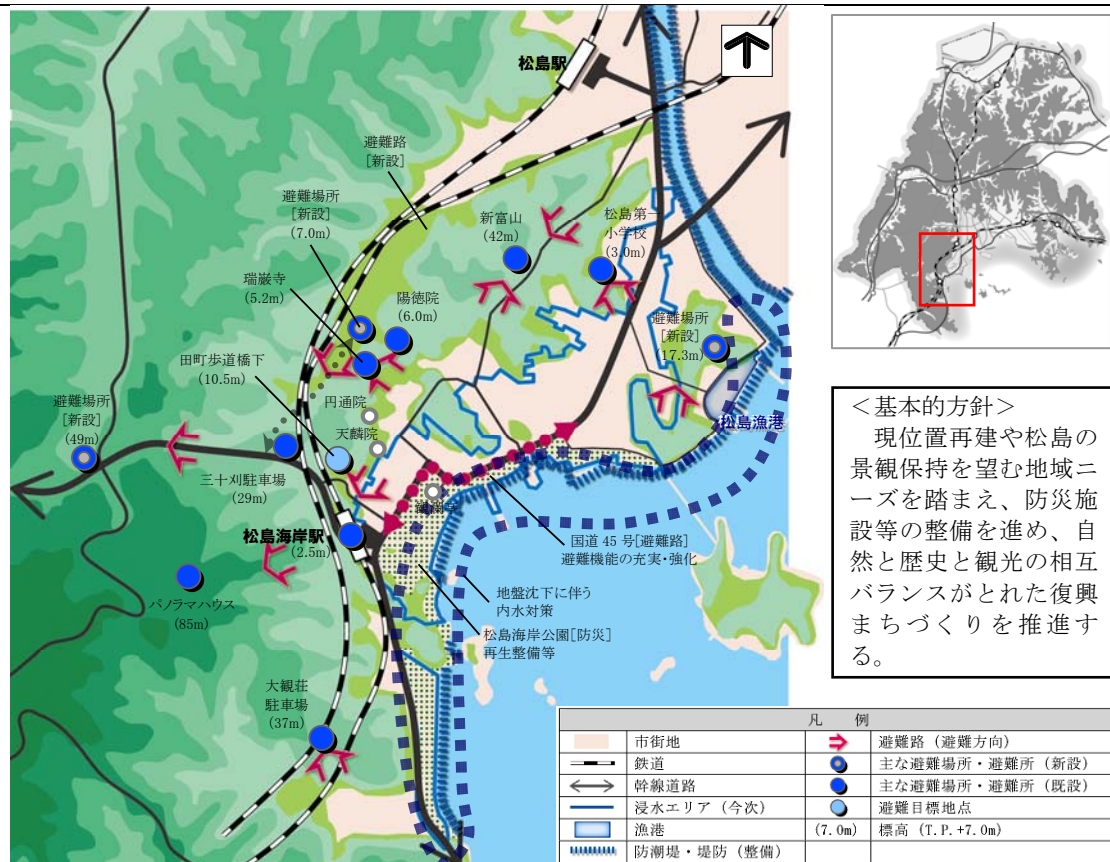 松島駅
避難路
[新設]
避難場所
[新設]
(7.0m)
新富山
(42m)
松島第一
小学校
(3.0m)
瑞巌寺
(5.2m)
陽徳院
(6.0m)
避難場所
[新設]
(17.3m)
田町歩道橋下
(10.5m)
円通院
天麟院
避難場所
[新設]
(49m)
松島漁港
三十刈駐車場
(29m)
松島海岸駅
(2.5m)
国道 45 号[避難路]
避難機能の充実・強化
パノラマハウス
(85m)
地盤沈下に伴う
内水対策
松島海岸公園[防災]
再生整備等
大観荘
駐車場
(37m)
＜基本的方針＞
現位置再建や松島の
景観保持を望む地域ニ
ーズを踏まえ、防災施
設等の整備を進め、自
然と歴史と観光の相互
バランスがとれた復興
まちづくりを推進す
る。
凡 例
市街地 避難路（避難方向）
鉄道 主な避難場所・避難所（新設）
幹線道路 主な避難場所・避難所（既設）
浸水エリア（今次） 避難目標地点
漁港 (7.0m) 標高（T.P.+7.0m）
防潮堤・堤防（整備）